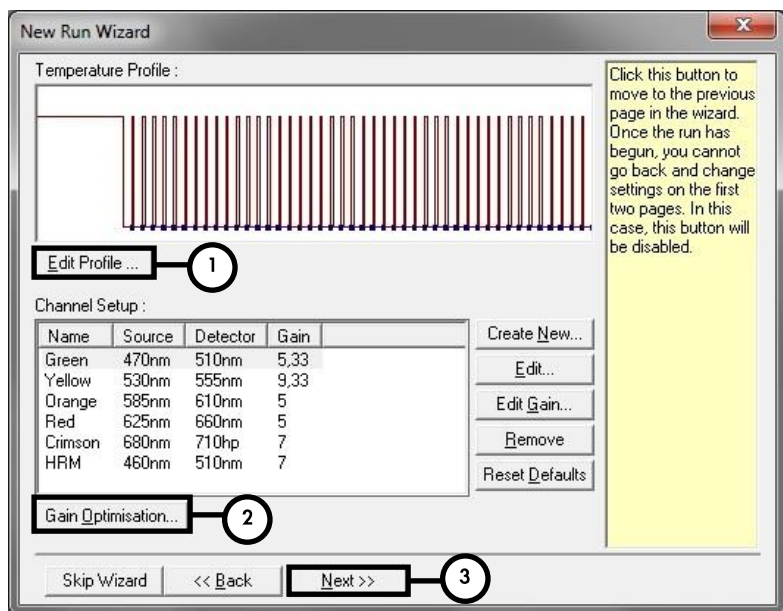 New Run Wizard
Temperature Profile :
Edit Profile ...
1
Channel Setup :
Name Source Detector Gain
Green 470nm 510nm 5,33
Yellow 530nm 555nm 9,33
Orange 585nm 610nm 5
Red 625nm 660nm 5
Crimson 680nm 710hp 7
HRM 460nm 510nm 7
Create New...
Edit...
Edit Gain...
Remove
Reset Defaults
Gain Optimisation...
2
Skip Wizard
<< Back
Next >>
3
Click this button to
move to the previous
page in the wizard.
Once the run has
begun, you cannot
go back and change
settings on the first
two pages. In this
case, this button will
be disabled.